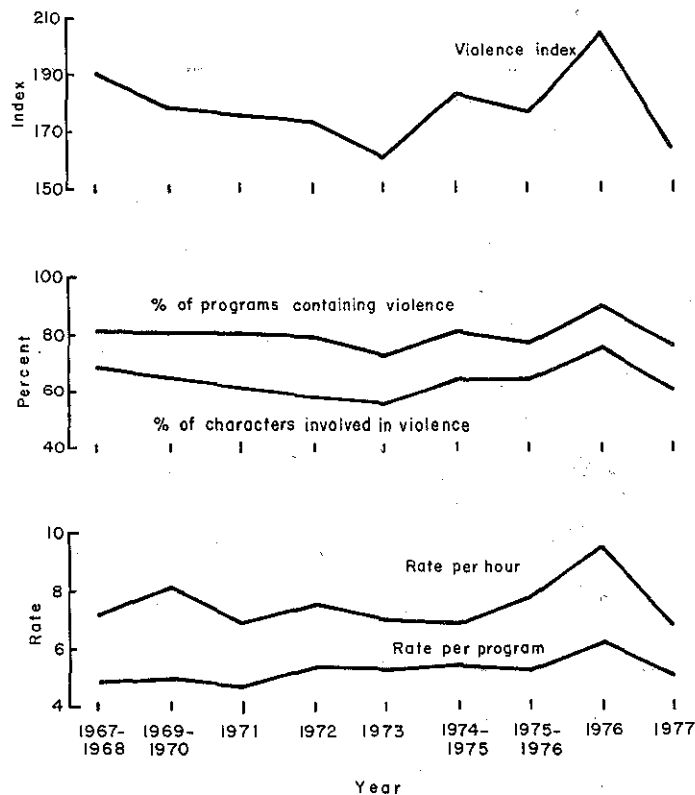 210
190
170
150
Index
Violence index
100
80
60
40
Percent
% of programs containing violence
% of characters involved in violence
10
8
6
4
Rate
Rate per hour
Rate per program
1967-
1968
1969-
1970
1971
1972
1973
1974-
1975
1975-
1976
1976
1977
Year